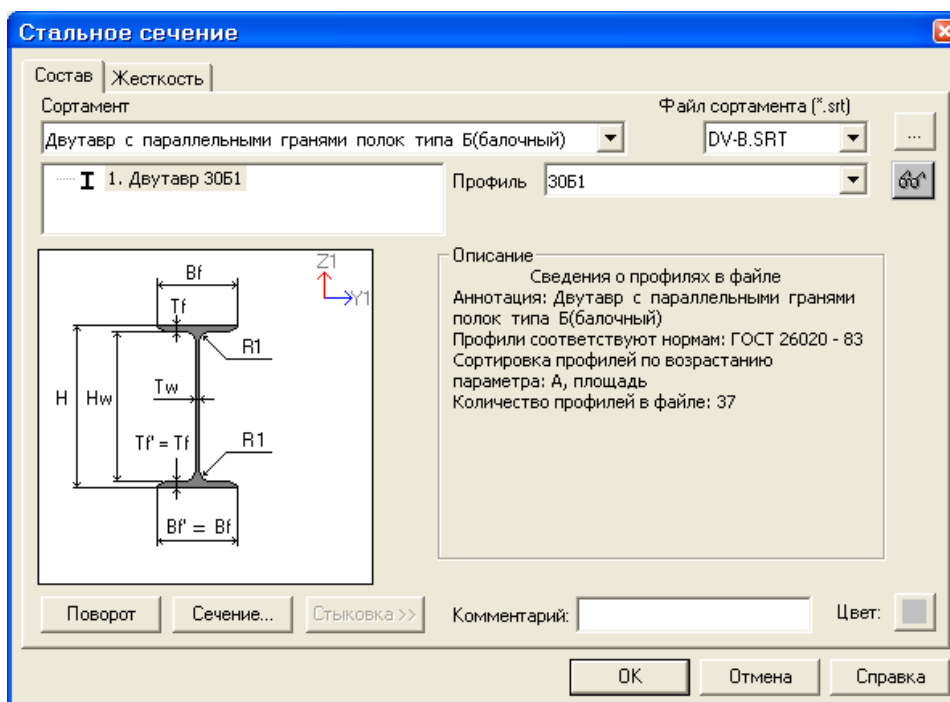 Стальное сечение
Состав
Жесткость
Сортамент
Файл сортамента (*.srt)
Двутавр с параллельными гранями полок типа Б(балочный)
DV-B.SRT
...
1. Двутавр 30Б1
Профиль
30Б1
Bf
Z1
Y1
Tf
R1
H
Hw
Tw
Tf' = Tf
R1
Bf' = Bf
Описание
Сведения о профилях в файле
Аннотация: Двутавр с параллельными гранями
полок типа Б(балочный)
Профили соответствуют нормам: ГОСТ 26020 - 83
Сортировка профилей по возрастанию
параметра: A, площадь
Количество профилей в файле: 37
Поворот
Сечение...
Стыковка >>
Комментарий:
Цвет:
OK
Отмена
Справка